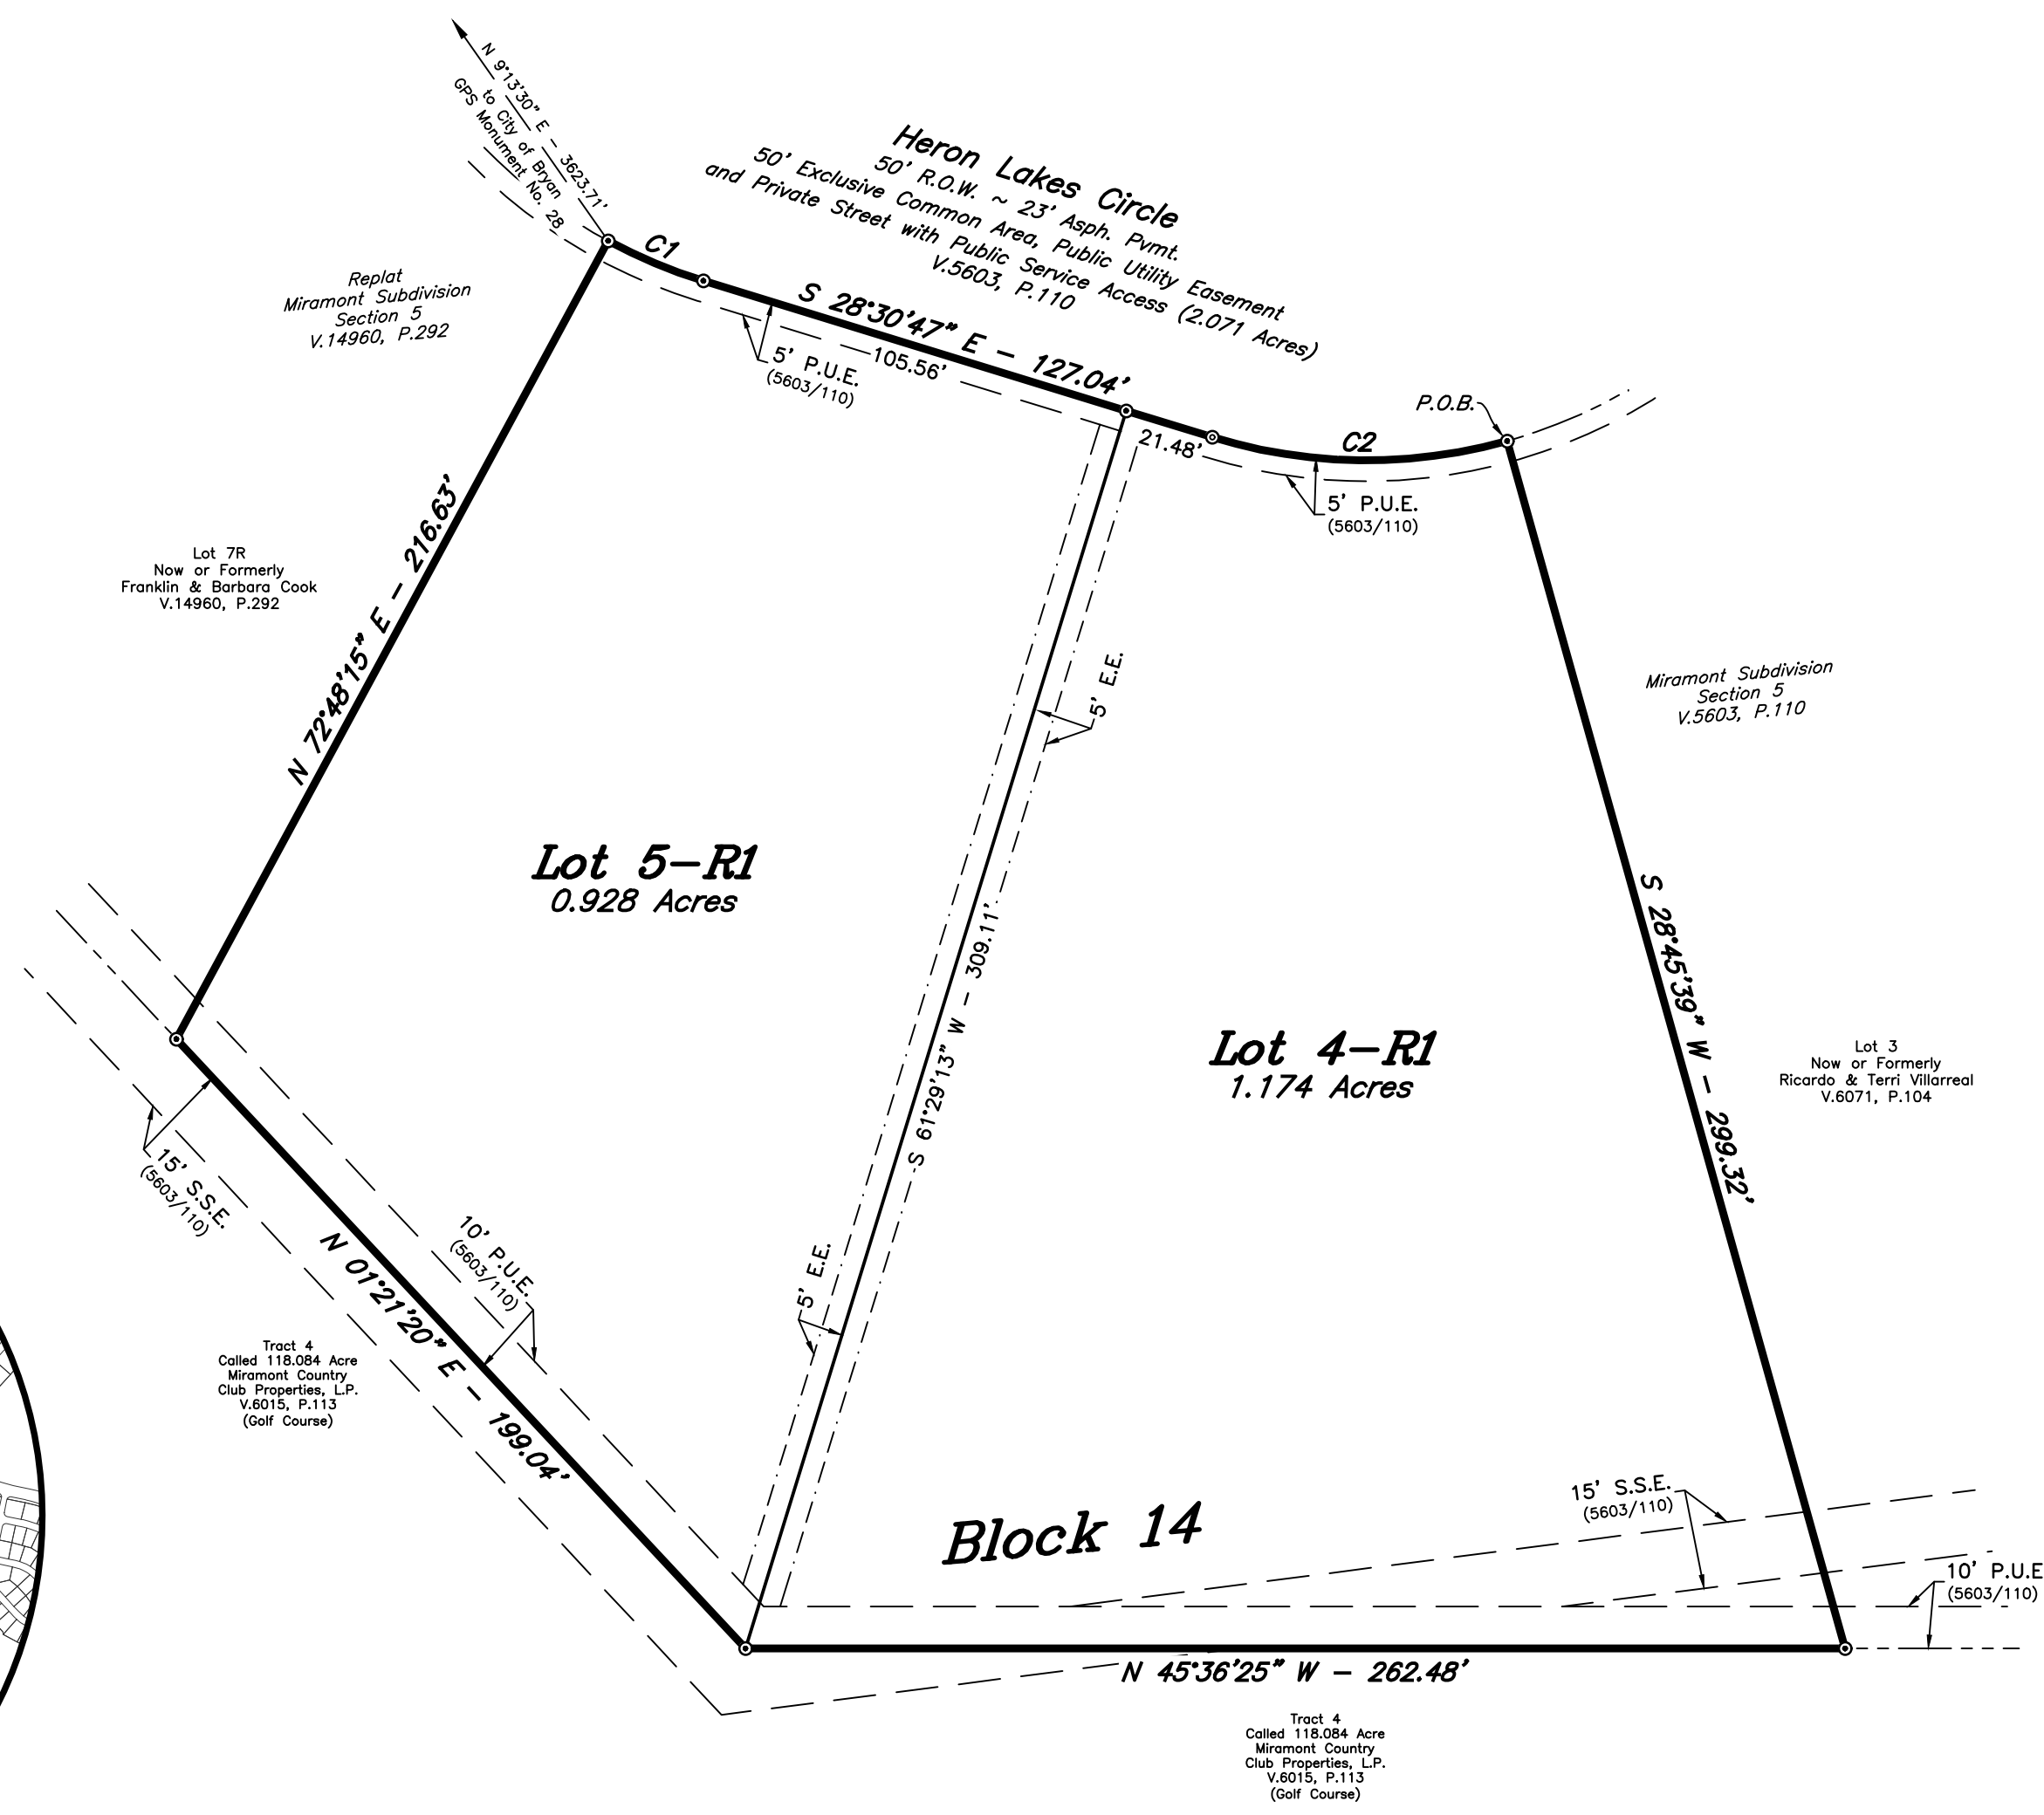 N 9°13'30" E - 3623.71'
to City of Bryan
GPS Monument No. 28
Heron Lakes Circle
50' R.O.W. ~ 23' Asph. Pvmt.
50' Exclusive Common Area, Public Utility Easement
and Private Street with Public Service Access (2.071 Acres)
V.5603, P.110
C1
S 28°30'47" E - 127.04'
105.56'
5' P.U.E.
(5603/110)
Replat
Miramont Subdivision
Section 5
V.14960, P.292
P.O.B.
C2
21.48'
5' P.U.E.
(5603/110)
N 72°48'15" E - 216.63'
Lot 7R
Now or Formerly
Franklin & Barbara Cook
V.14960, P.292
5' E.E.
Miramont Subdivision
Section 5
V.5603, P.110
Lot 5-R1
0.928 Acres
S 61°29'13" W - 309.11'
S 28°45'39" W - 299.32'
Lot 4-R1
1.174 Acres
Lot 3
Now or Formerly
Ricardo & Terri Villarreal
V.6071, P.104
15' S.S.E.
(5603/110)
10' P.U.E.
(5603/110)
5' E.E.
N 01°21'20" E - 199.04'
Tract 4
Called 118.084 Acre
Miramont Country
Club Properties, L.P.
V.6015, P.113
(Golf Course)
Block 14
15' S.S.E.
(5603/110)
10' P.U.E
(5603/110)
N 45°36'25" W - 262.48'
Tract 4
Called 118.084 Acre
Miramont Country
Club Properties, L.P.
V.6015, P.113
(Golf Course)